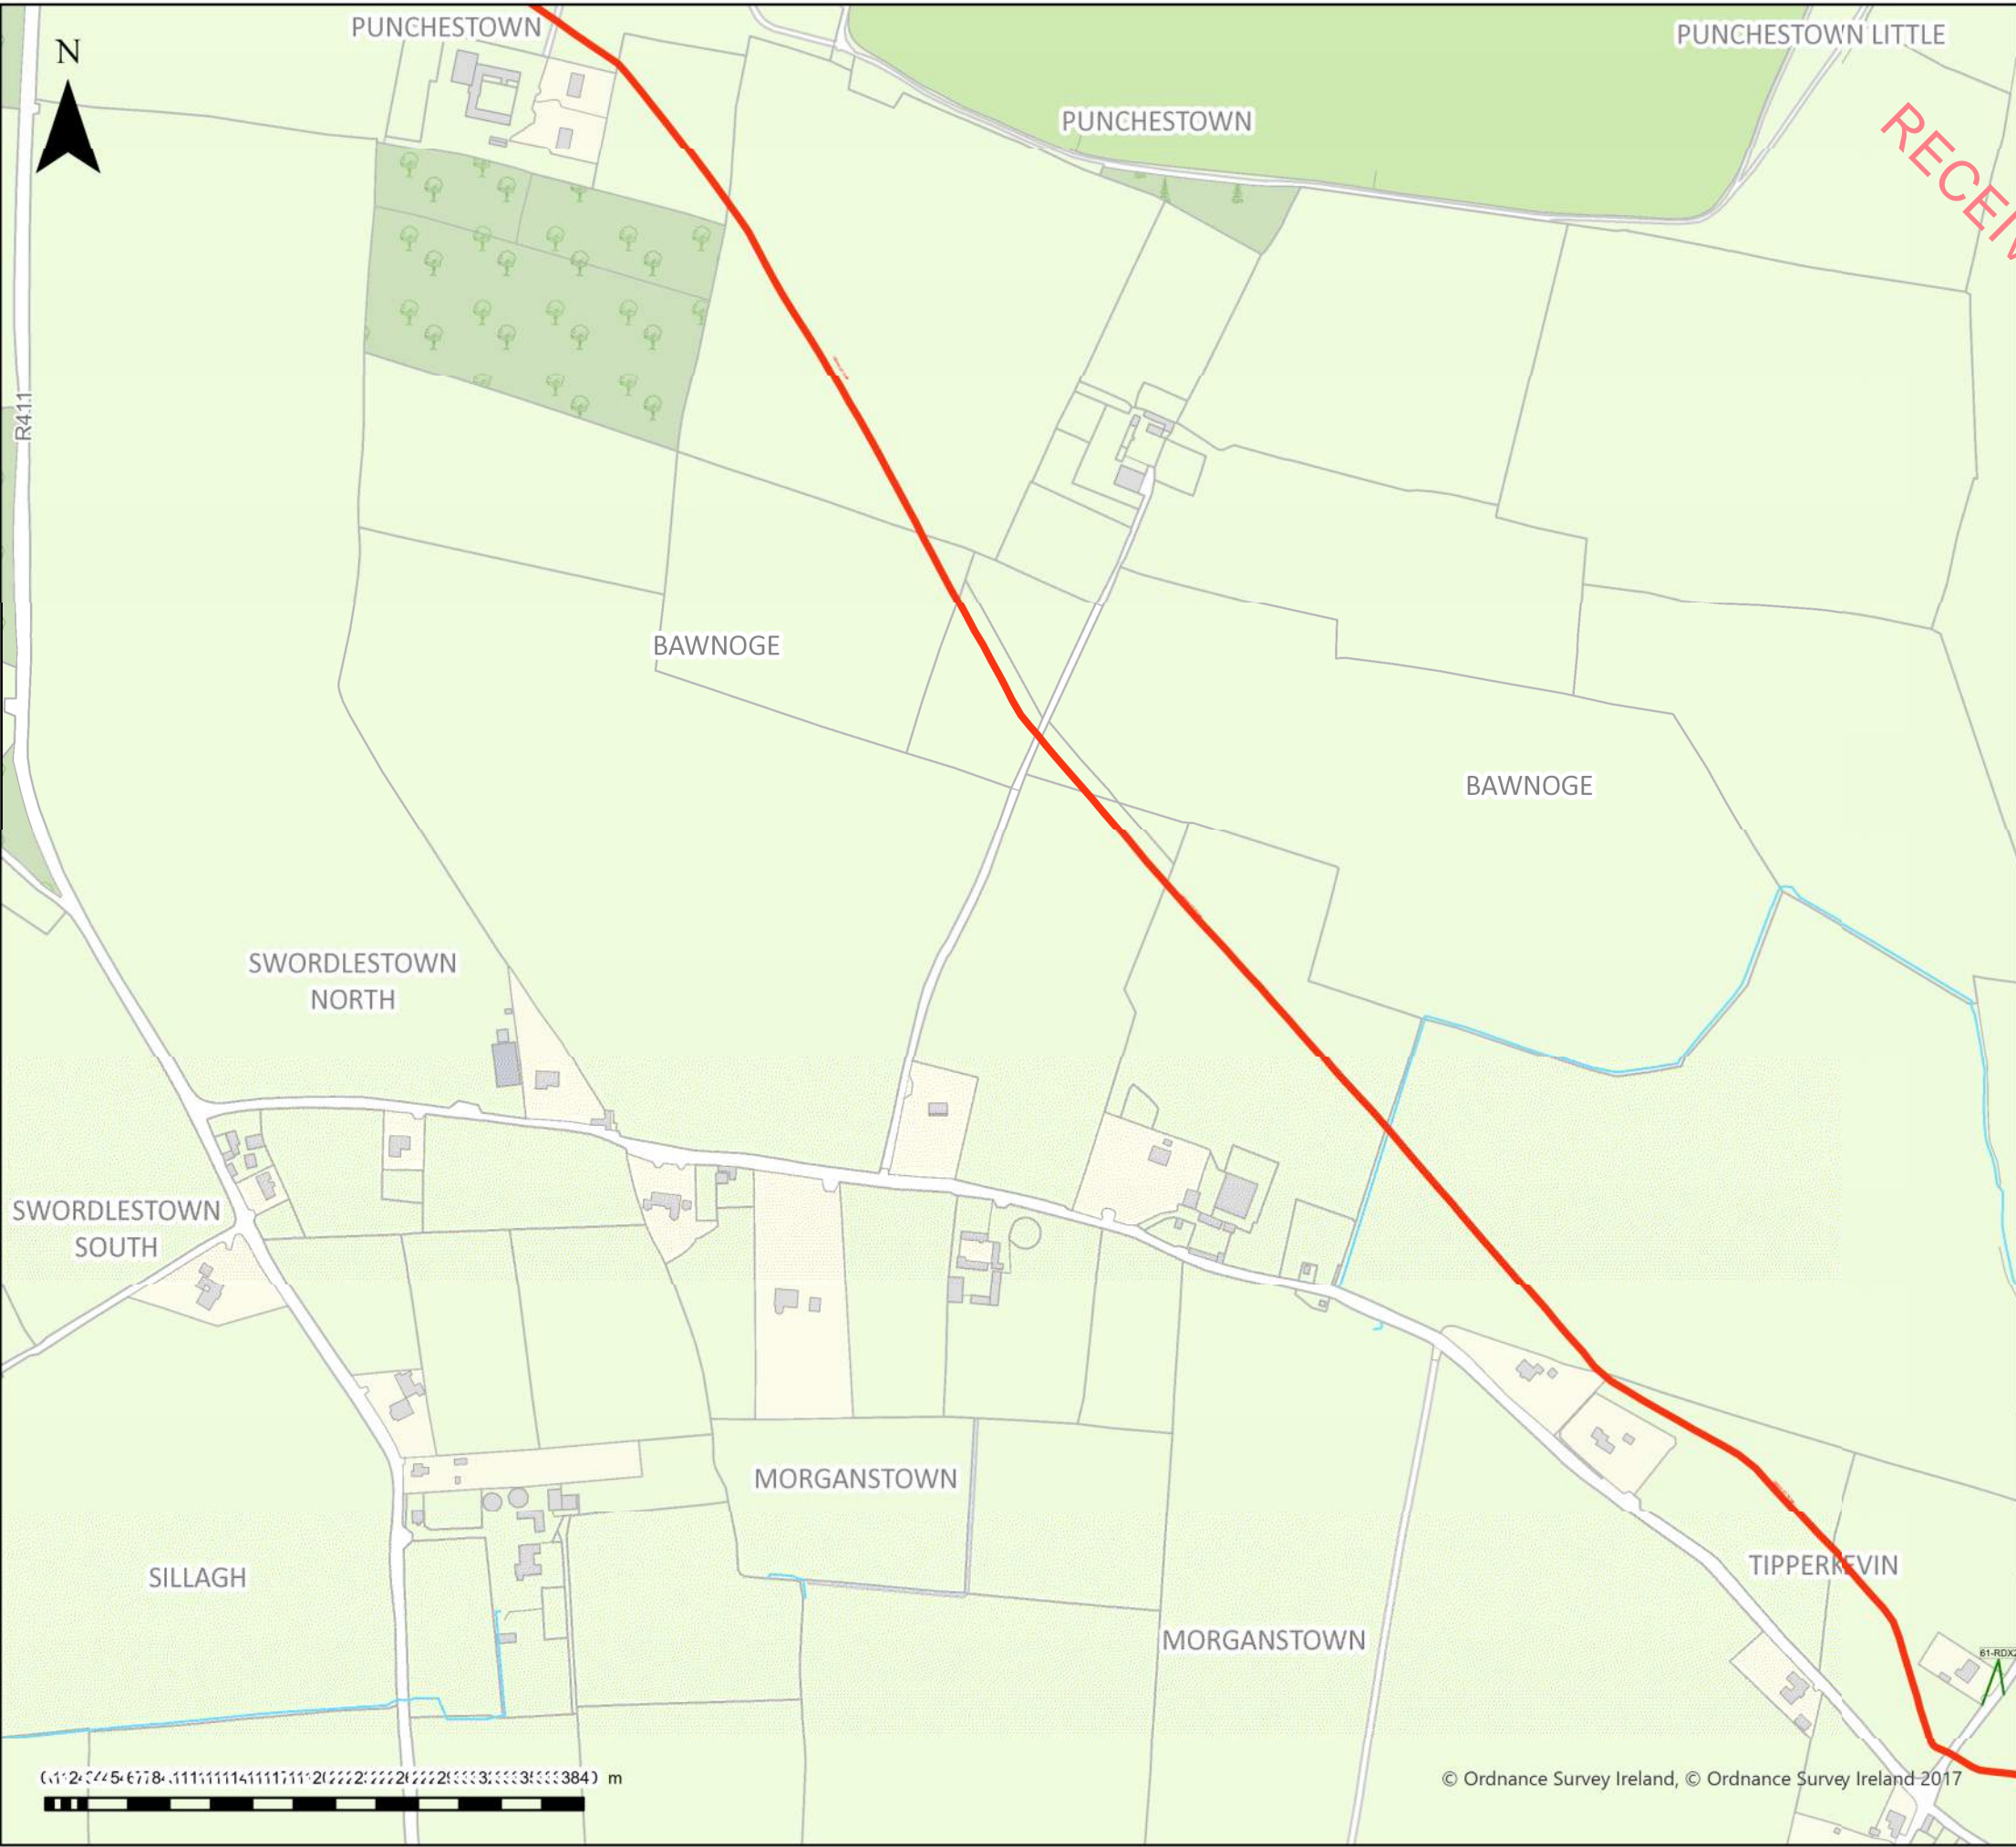 PUNCHESTOWN
PUNCHESTOWN LITTLE
N
PUNCHESTOWN
R411
BAWNOGE
BAWNOGE
SWORDLESTOWN
NORTH
SWORDLESTOWN
SOUTH
MORGANSTOWN
SILLAGH
TIPPERKEVIN
MORGANSTOWN
m
© Ordnance Survey Ireland, © Ordnance Survey Ireland 2017